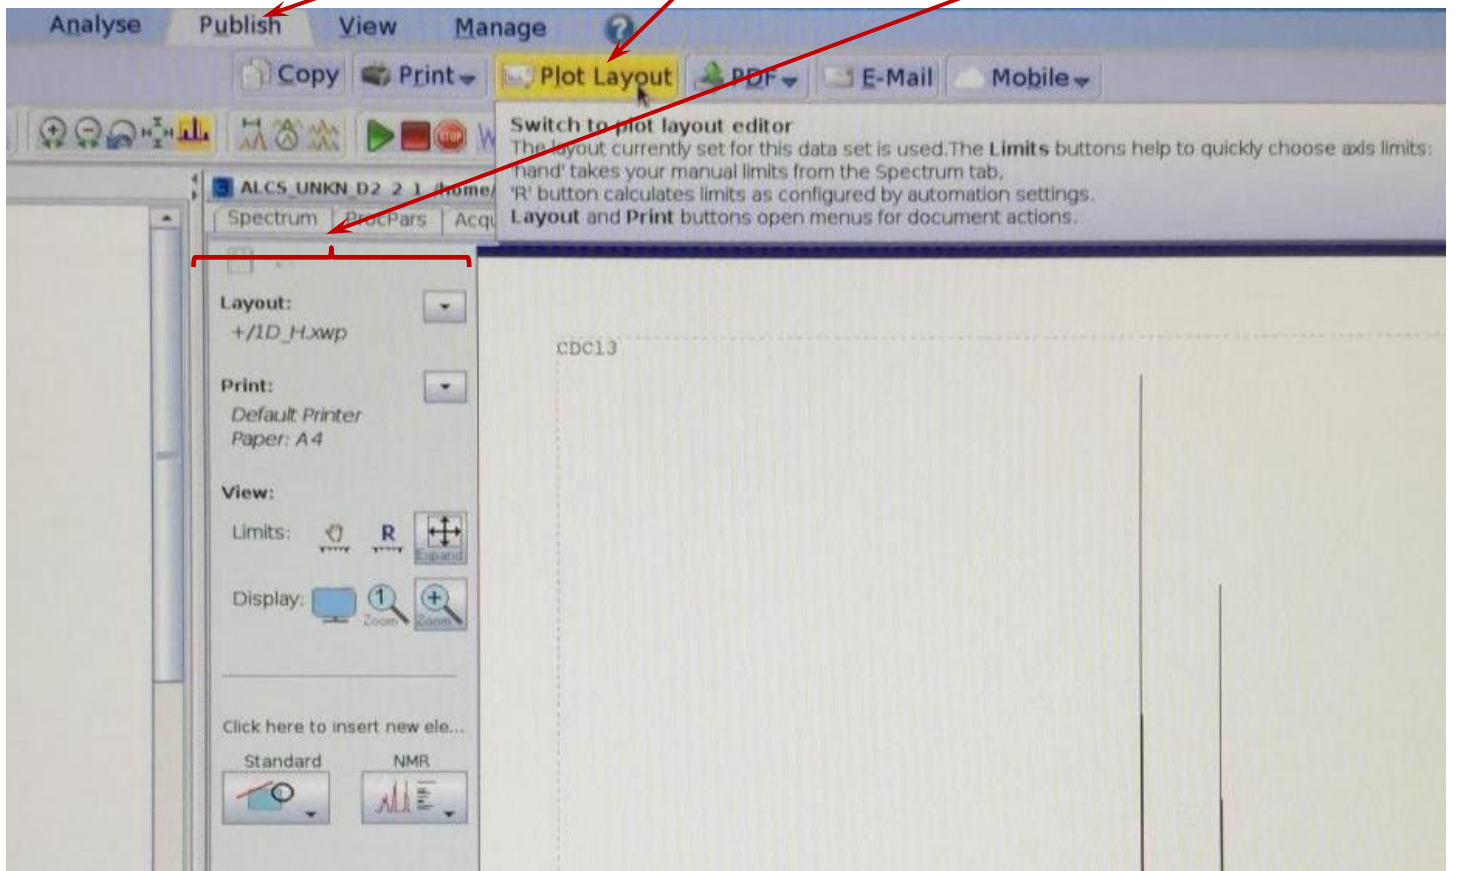 Analyse Publish View Manage ?
Copy Print Plot Layout PDF E-Mail Mobile
STOP
Switch to plot layout editor
The layout currently set for this data set is used.The Limits buttons help to quickly choose axis limits:
'hand' takes your manual limits from the Spectrum tab,
'R' button calculates limits as configured by automation settings.
Layout and Print buttons open menus for document actions.
3 ALCS_UNKN_D2 2 1 /home/
Spectrum ProcPars Acqu
Layout:
+/1D_H.xwp
CDCl3
Print:
Default Printer
Paper: A4
View:
Limits: R Expand
Display: 1 Zoom Zoom
Click here to insert new ele...
Standard NMR